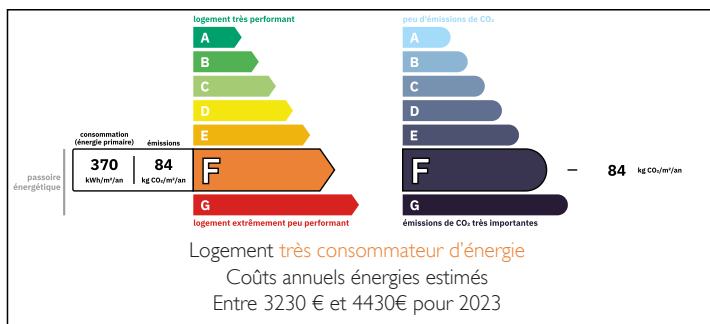 logement très performant
A
B
C
D
E
consommation
(énergie primaire)
émissions
370
kWh/m²/an
84
kg CO₂/m²/an
F
passoire
énergétique
G
logement extrêmement peu performant
peu d'émissions de CO₂
A
B
C
D
E
F
84 kg CO₂/m²/an
G
émissions de CO₂ très importantes
Logement très consommateur d'énergie
Coûts annuels énergies estimés
Entre 3230 € et 4430€ pour 2023